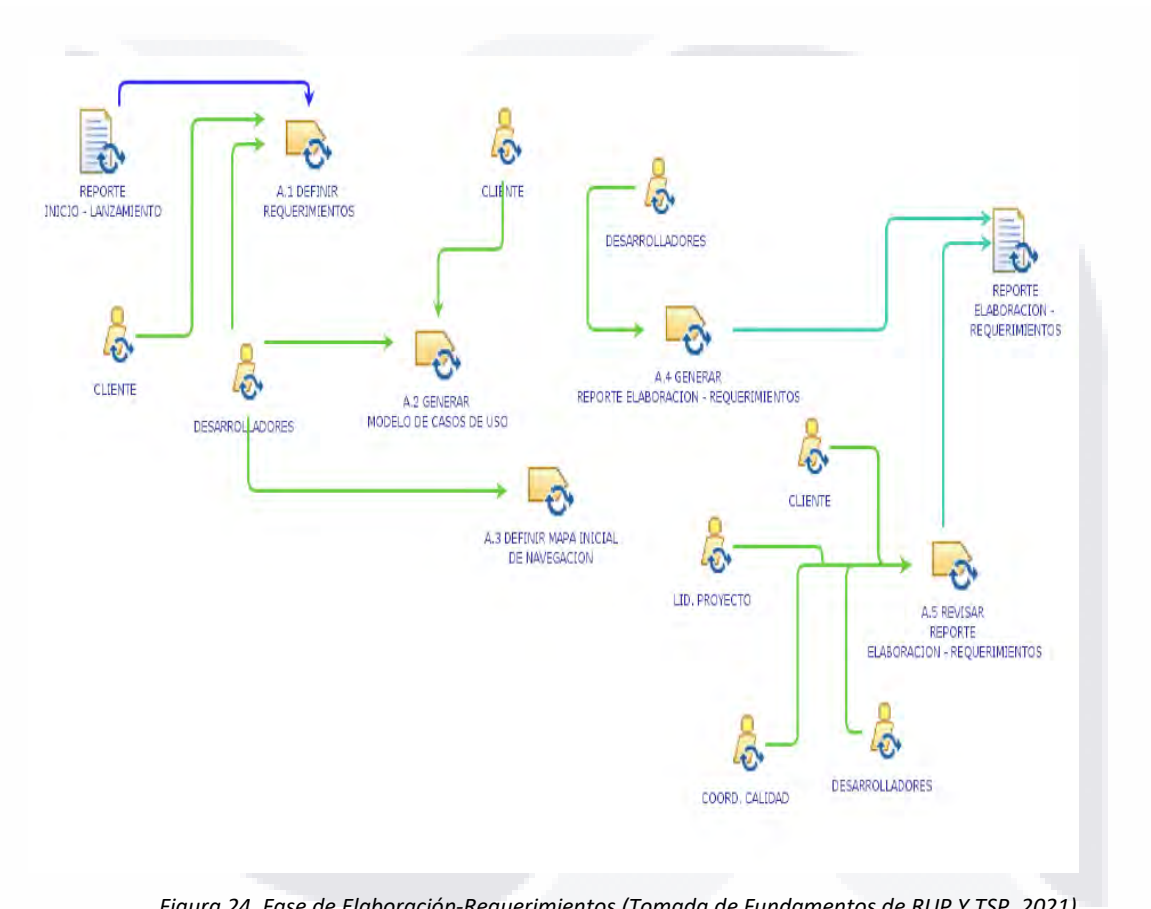 REPORTE
INICIO - LANZAMIENTO
A.1 DEFINIR
REQUERIMIENTOS
CLIENTE
DESARROLLADORES
REPORTE
ELABORACION -
REQUERIMIENTOS
CLIENTE
DESARROLLADORES
A.2 GENERAR
MODELO DE CASOS DE USO
A.4 GENERAR
REPORTE ELABORACION - REQUERIMIENTOS
A.3 DEFINIR MAPA INICIAL
DE NAVEGACION
CLIENTE
LID. PROYECTO
A.5 REVISAR
REPORTE
ELABORACION - REQUERIMIENTOS
COORD. CALIDAD
DESARROLLADORES
Figura 24. Fase de Elaboración-Requerimientos (Tomada de Fundamentos de RUP Y TSP, 2021)